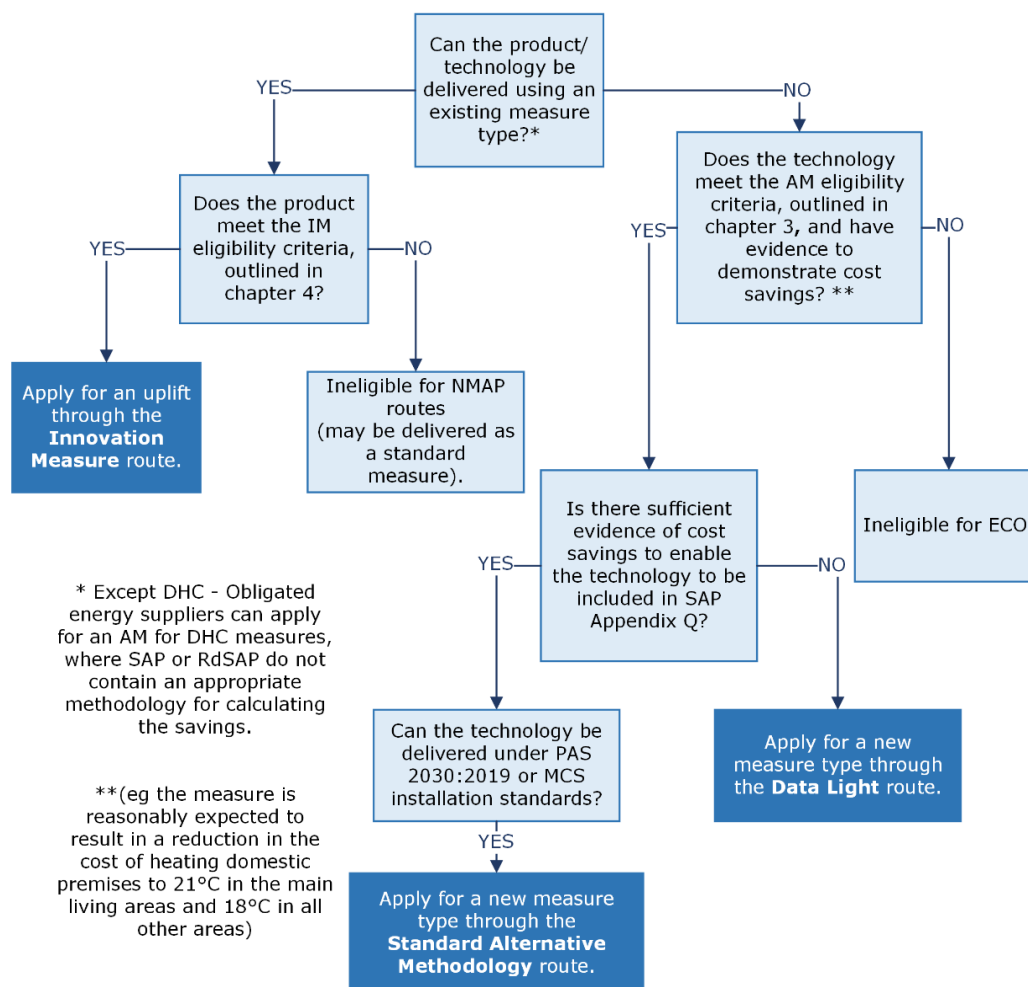 Can the product/
technology be
delivered using an
existing measure
type?*
YES
NO
Does the product
meet the IM
eligibility criteria,
outlined in
chapter 4?
Does the technology
meet the AM eligibility
criteria, outlined in
chapter 3, and have
evidence to
demonstrate cost
savings? **
YES
NO
YES
NO
Apply for an uplift
through the
Innovation
Measure route.
Ineligible for NMAP
routes
(may be delivered as
a standard
measure).
Is there sufficient
evidence of cost
savings to enable
the technology to be
included in SAP
Appendix Q?
Ineligible for ECO
YES
NO
* Except DHC - Obligated
energy suppliers can apply
for an AM for DHC measures,
where SAP or RdSAP do not
contain an appropriate
methodology for calculating
the savings.
Can the technology be
delivered under PAS
2030:2019 or MCS
installation standards?
Apply for a new
measure type through
the Data Light route.
**(eg the measure is
reasonably expected to
result in a reduction in the
cost of heating domestic
premises to 21°C in the main
living areas and 18°C in all
other areas)
YES
Apply for a new measure
type through the
Standard Alternative
Methodology route.